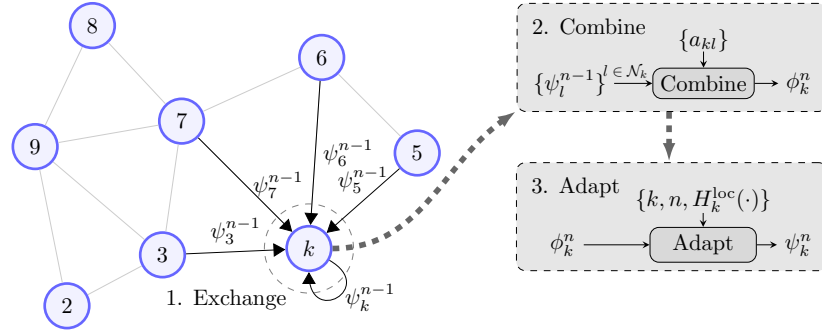 8
6
7
9
5
3
2
k
ψ_7^{n-1}
ψ_6^{n-1}
ψ_5^{n-1}
ψ_3^{n-1}
ψ_k^{n-1}
1. Exchange
2. Combine
{a_{kl}}
{ψ_l^{n-1}}_{l ∈ 𝒩_k} Combine ϕ_k^n
3. Adapt
{k, n, H_k^{loc}(·)}
ϕ_k^n Adapt ψ_k^n